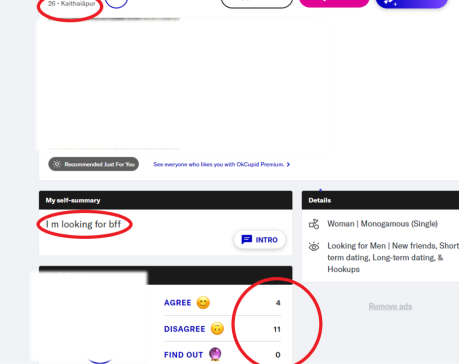 26 • Kaithalāpur
Recommended Just For You
See everyone who likes you with OkCupid Premium. >
My self-summary
I m looking for bff
INTRO
AGREE 😊 4
DISAGREE 🙃 11
FIND OUT 🔮 0
Details
Woman | Monogamous (Single)
Looking for Men | New friends, Short
term dating, Long-term dating, &
Hookups
Remove ads